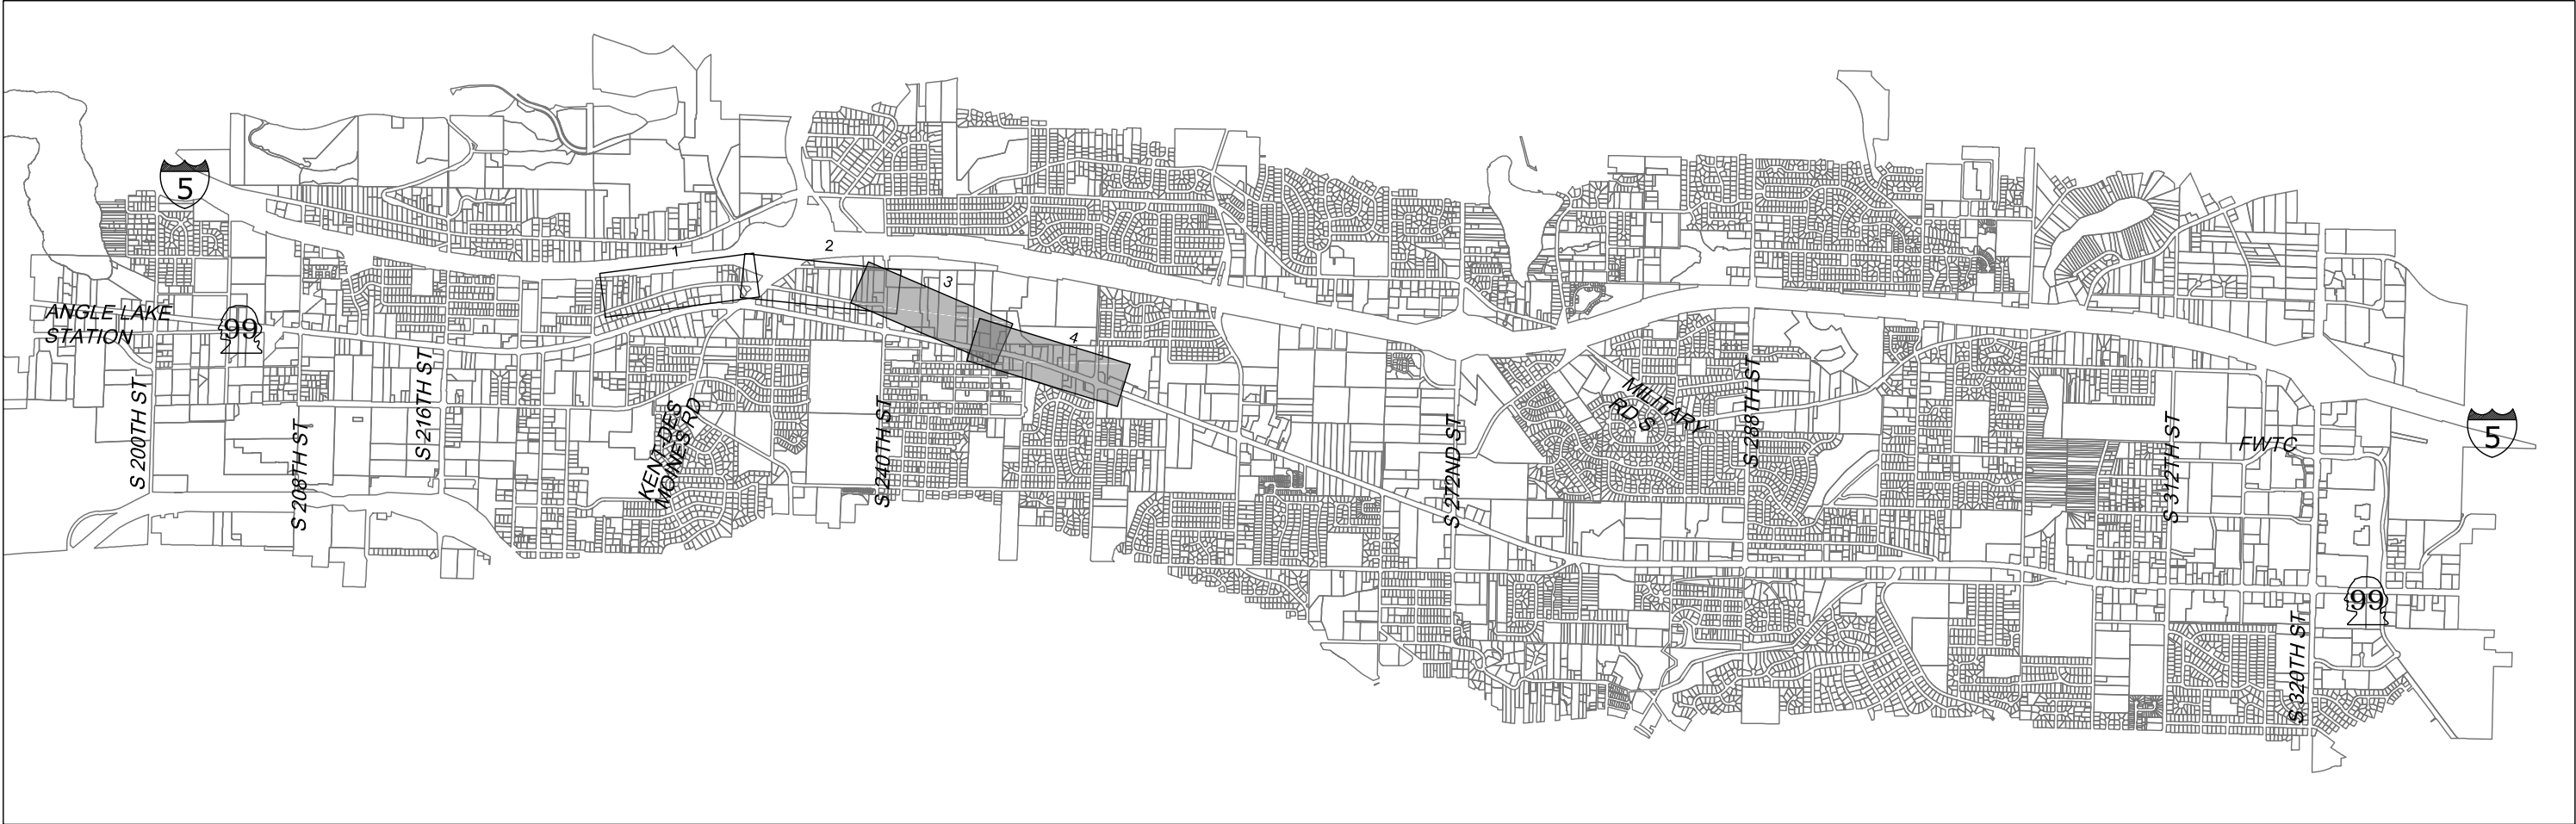 1
2
3
4
5
ANGLE LAKE
STATION
99
S 200TH ST
S 208TH ST
S 216TH ST
KENT-DES
MOINES RD
S 240TH ST
S 272ND ST
MILITARY
RD S
S 288TH ST
S 312TH ST
FWTC
5
99
S 320TH ST